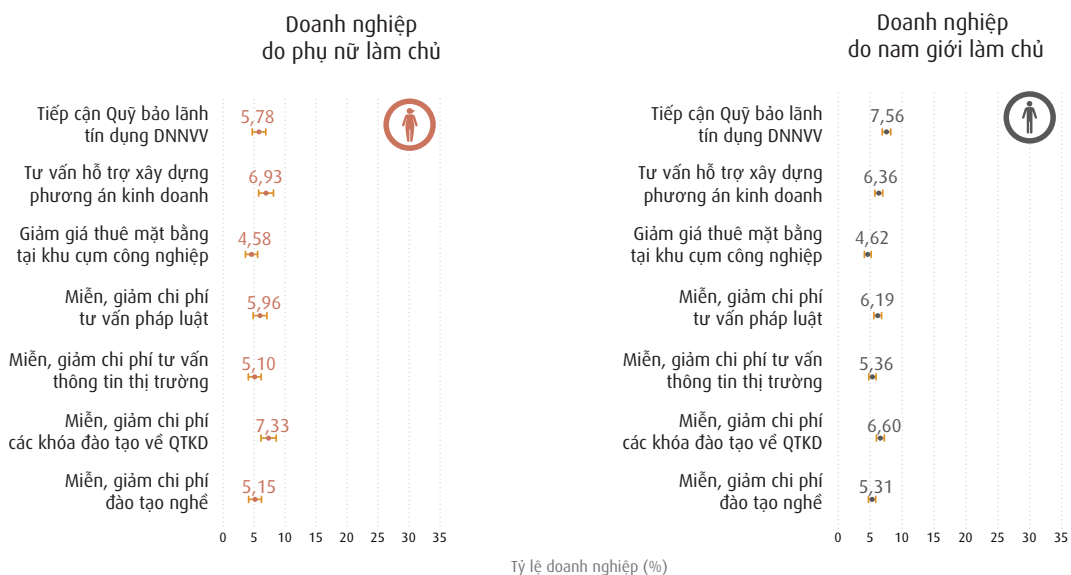 Doanh nghiệp
do phụ nữ làm chủ
Tiếp cận Quỹ bảo lãnh
tín dụng DNNVV
5,78
Tư vấn hỗ trợ xây dựng
phương án kinh doanh
6,93
Giảm giá thuê mặt bằng
tại khu cụm công nghiệp
4,58
Miễn, giảm chi phí
tư vấn pháp luật
5,96
Miễn, giảm chi phí tư vấn
thông tin thị trường
5,10
Miễn, giảm chi phí
các khóa đào tạo về QTKD
7,33
Miễn, giảm chi phí
đào tạo nghề
5,15
0 5 10 15 20 25 30 35
Doanh nghiệp
do nam giới làm chủ
Tiếp cận Quỹ bảo lãnh
tín dụng DNNVV
7,56
Tư vấn hỗ trợ xây dựng
phương án kinh doanh
6,36
Giảm giá thuê mặt bằng
tại khu cụm công nghiệp
4,62
Miễn, giảm chi phí
tư vấn pháp luật
6,19
Miễn, giảm chi phí tư vấn
thông tin thị trường
5,36
Miễn, giảm chi phí
các khóa đào tạo về QTKD
6,60
Miễn, giảm chi phí
đào tạo nghề
5,31
0 5 10 15 20 25 30 35
Tỷ lệ doanh nghiệp (%)